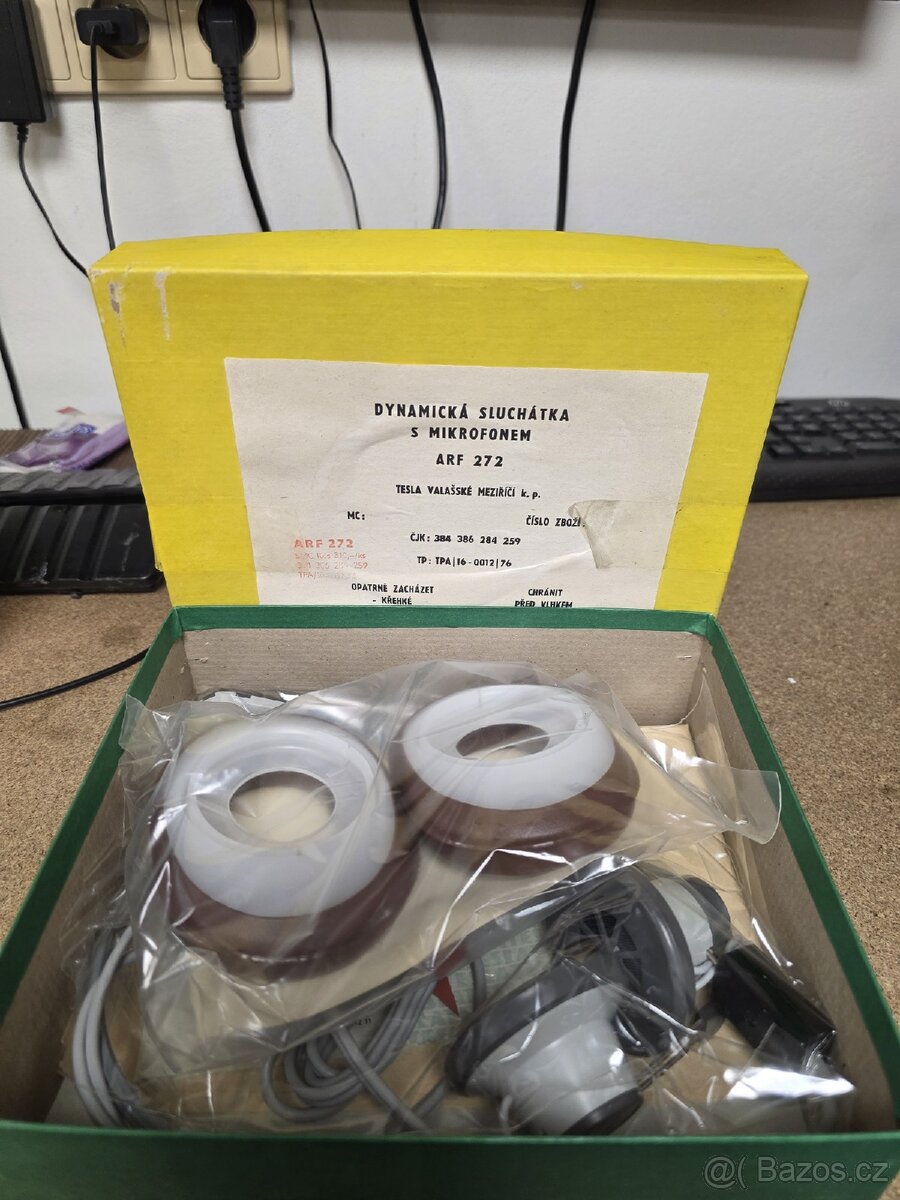 DYNAMICKÁ SLUCHÁTKA
S MIKROFONEM
ARF 272
TESLA VALAŠSKÉ MEZIŘÍČÍ k. p.
MC:
ČÍSLO ZBOŽÍ:
ČJK: 384 386 284 259
TP: TPA/16-0012/76
ARF 272
OPATRNE ZACHÁZET
- KŘEHKÉ
CHRÁNIT
PŘED VLHKEM
@( Bazos.cz